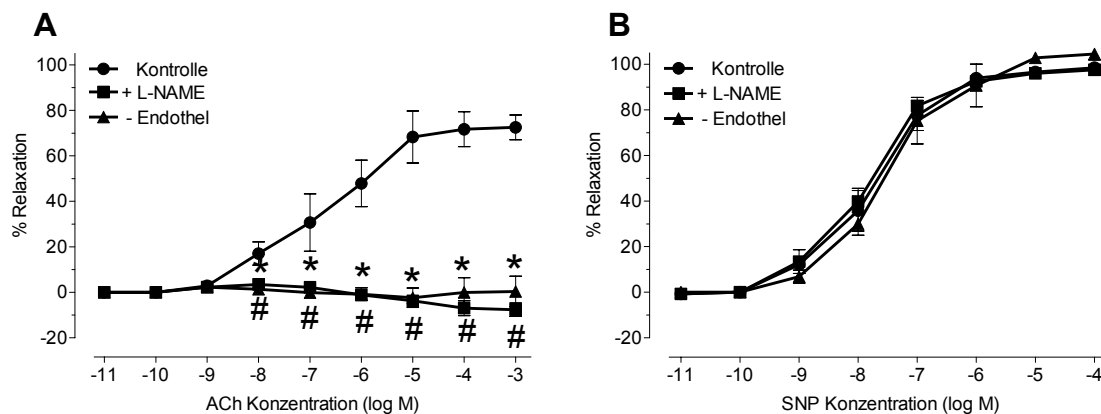 A
Kontrolle
+ L-NAME
- Endothel
% Relaxation
100
80
60
40
20
0
-20
* * * * * *
# # # # # #
-11 -10 -9 -8 -7 -6 -5 -4 -3
ACh Konzentration (log M)
B
Kontrolle
+ L-NAME
- Endothel
% Relaxation
100
80
60
40
20
0
-20
-11 -10 -9 -8 -7 -6 -5 -4
SNP Konzentration (log M)